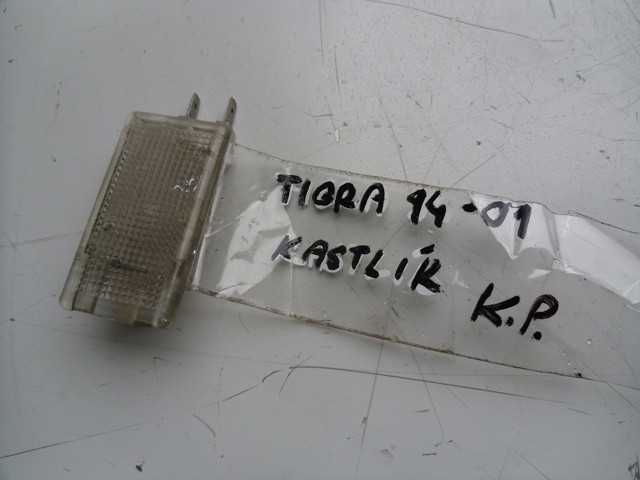 TIGRA 94-01
KASTLÍK
K.P.